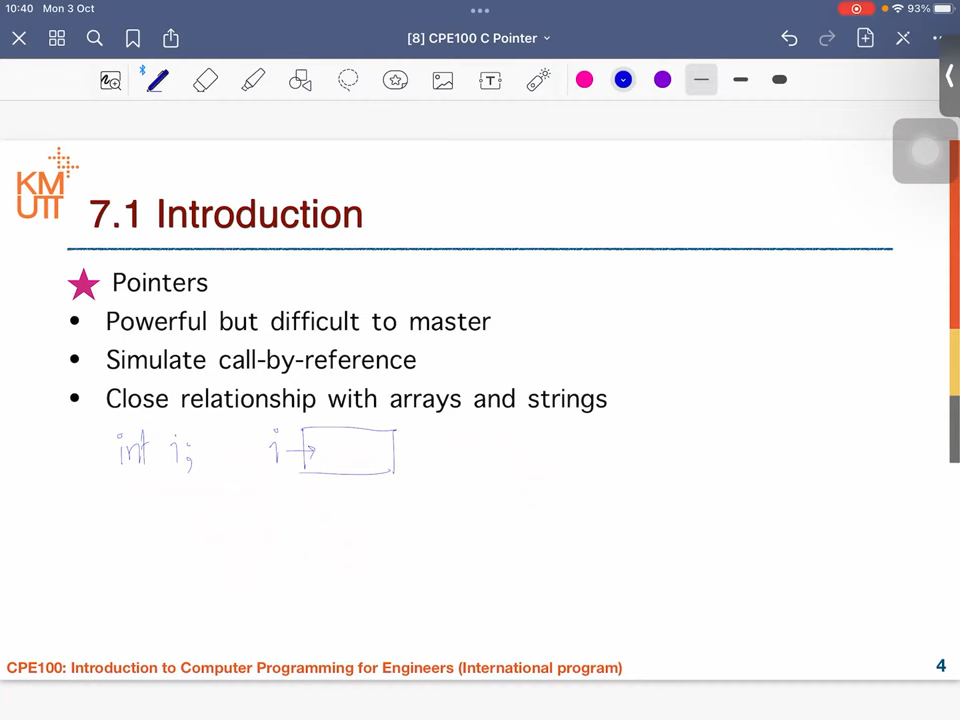 10:40 Mon 3 Oct
93%
[8] CPE100 C Pointer
T
KM
UTT
7.1 Introduction
Pointers
• Powerful but difficult to master
• Simulate call-by-reference
• Close relationship with arrays and strings
int i; i
CPE100: Introduction to Computer Programming for Engineers (International program)
4